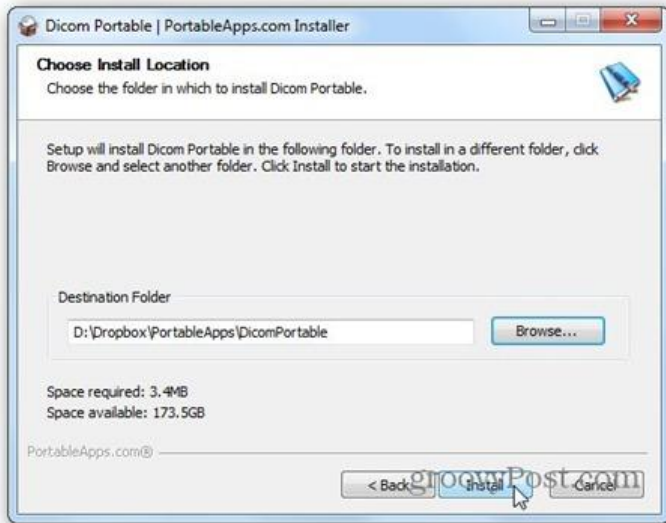 Dicom Portable | PortableApps.com Installer
Choose Install Location
Choose the folder in which to install Dicom Portable.
Setup will install Dicom Portable in the following folder. To install in a different folder, click
Browse and select another folder. Click Install to start the installation.
Destination Folder
D:\Dropbox\PortableApps\DicomPortable
Browse...
Space required: 3.4MB
Space available: 173.5GB
PortableApps.com®
< Back
Install
Cancel
groovyPost.com